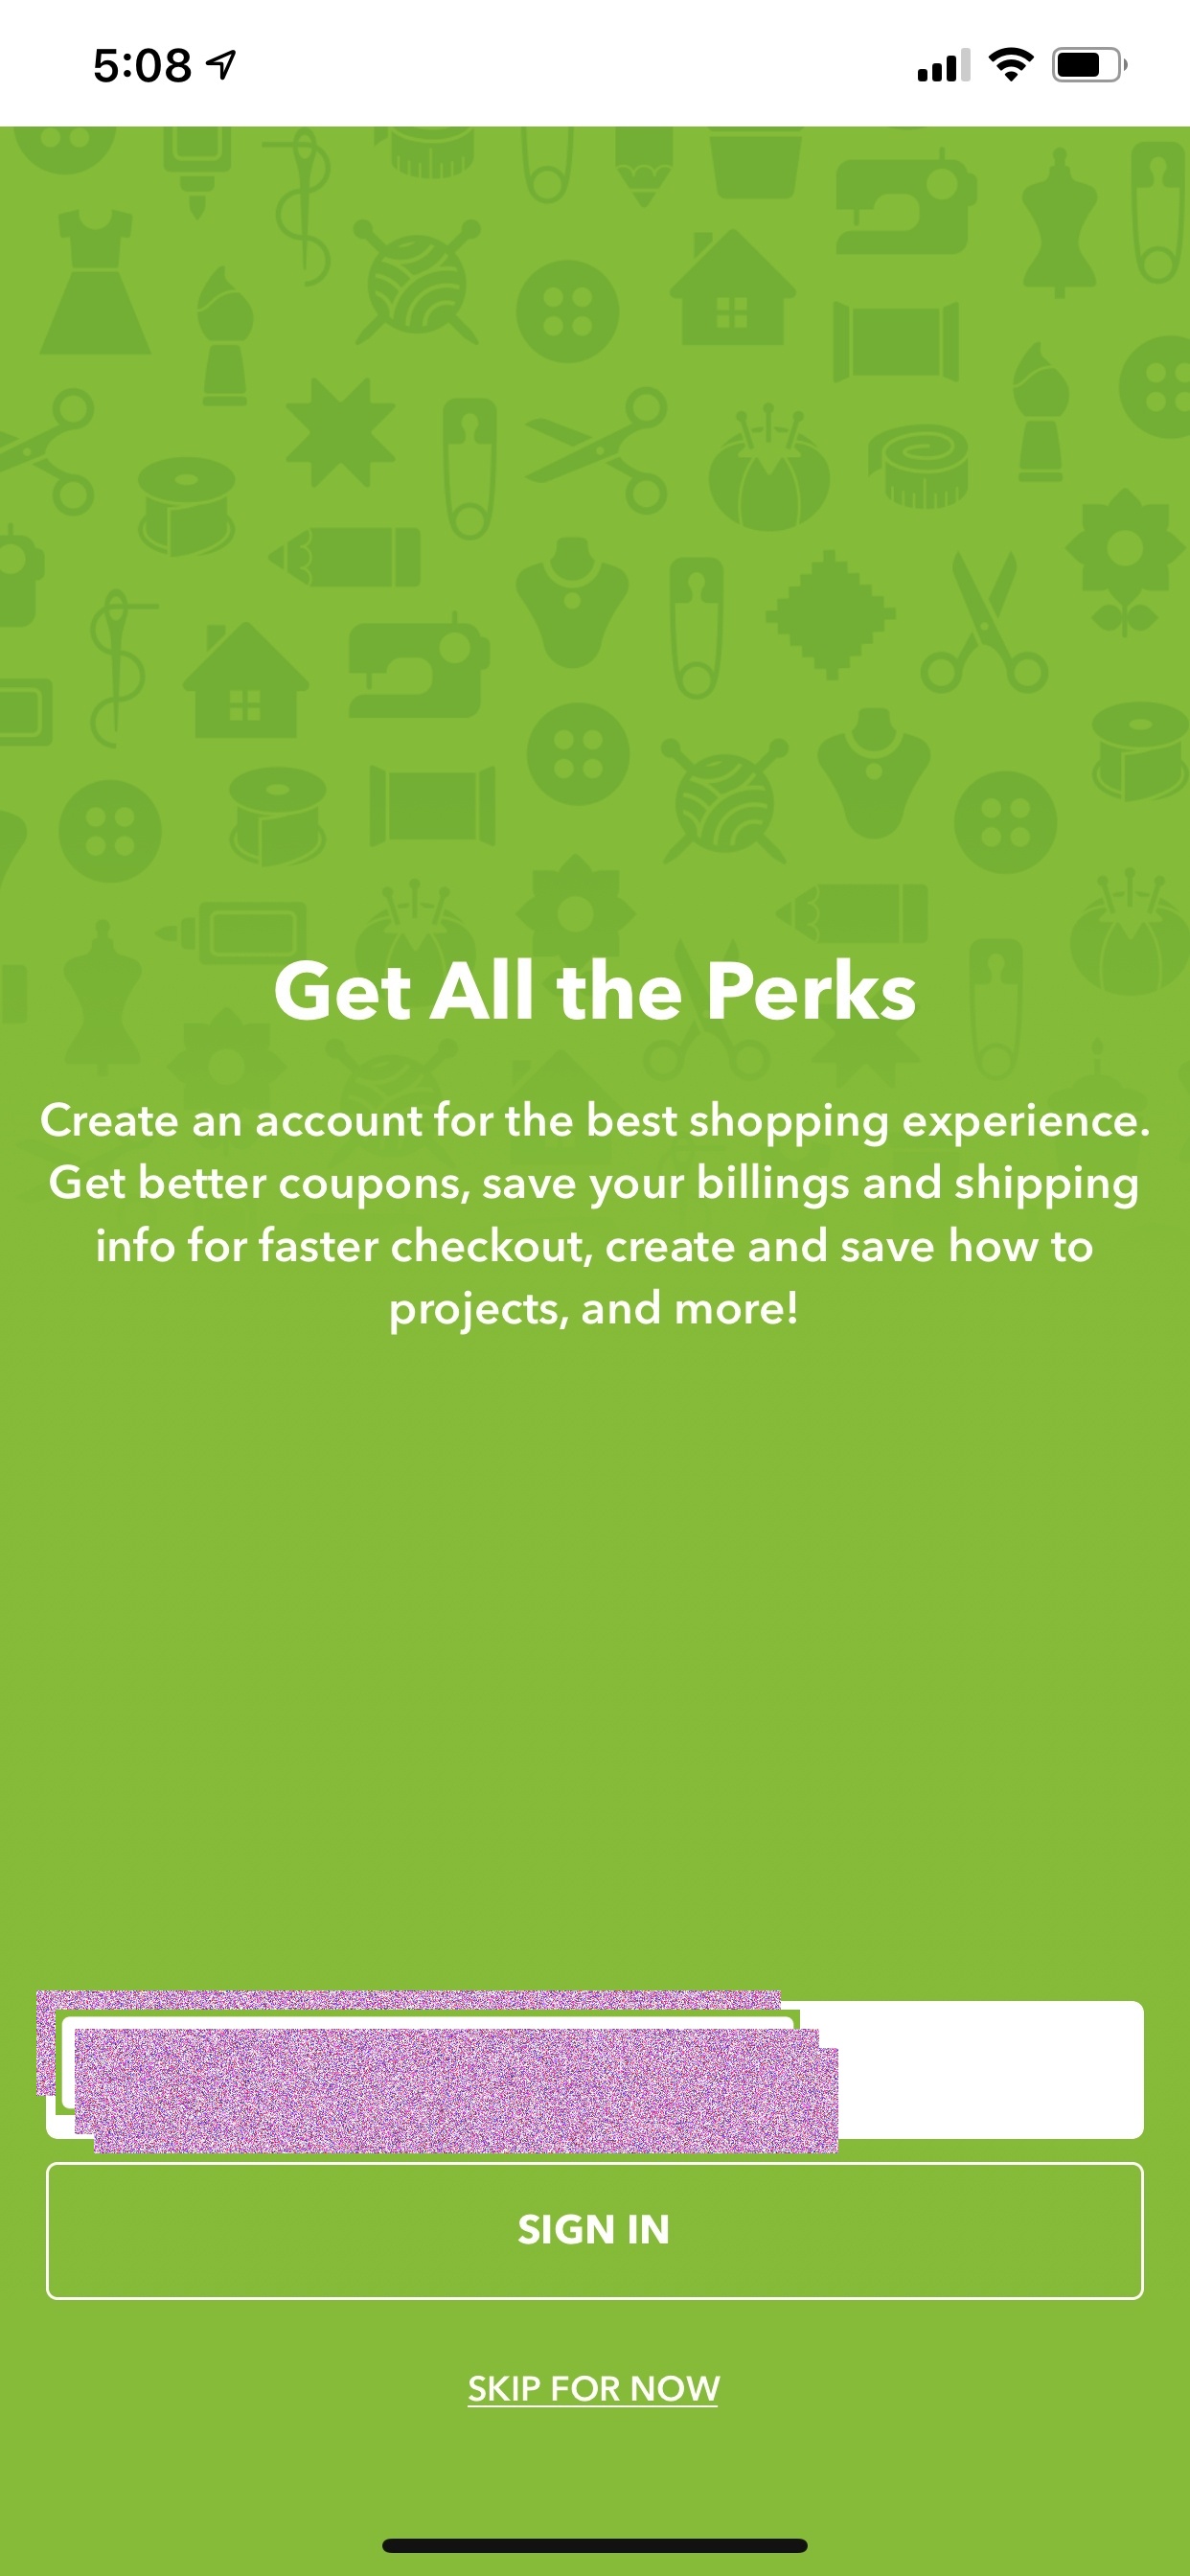 5:08
Get All the Perks
Create an account for the best shopping experience.
Get better coupons, save your billings and shipping
info for faster checkout, create and save how to
projects, and more!
SIGN IN
SKIP FOR NOW